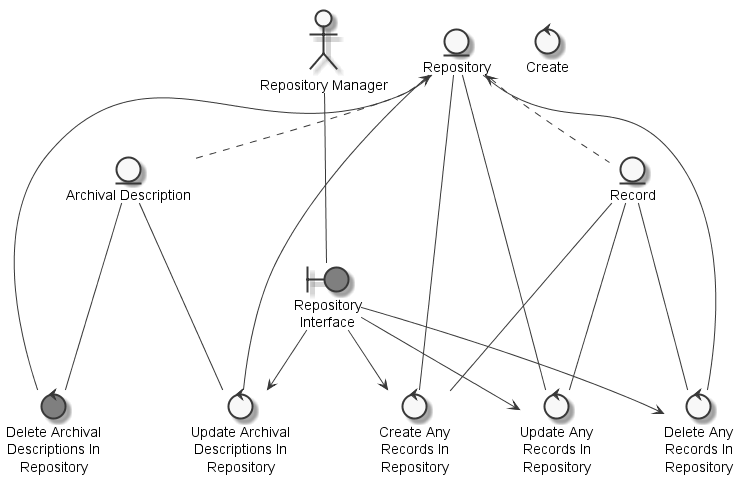 Repository Manager
Repository
Create
Archival Description
Record
Repository
Interface
Delete Archival
Descriptions In
Repository
Update Archival
Descriptions In
Repository
Create Any
Records In
Repository
Update Any
Records In
Repository
Delete Any
Records In
Repository